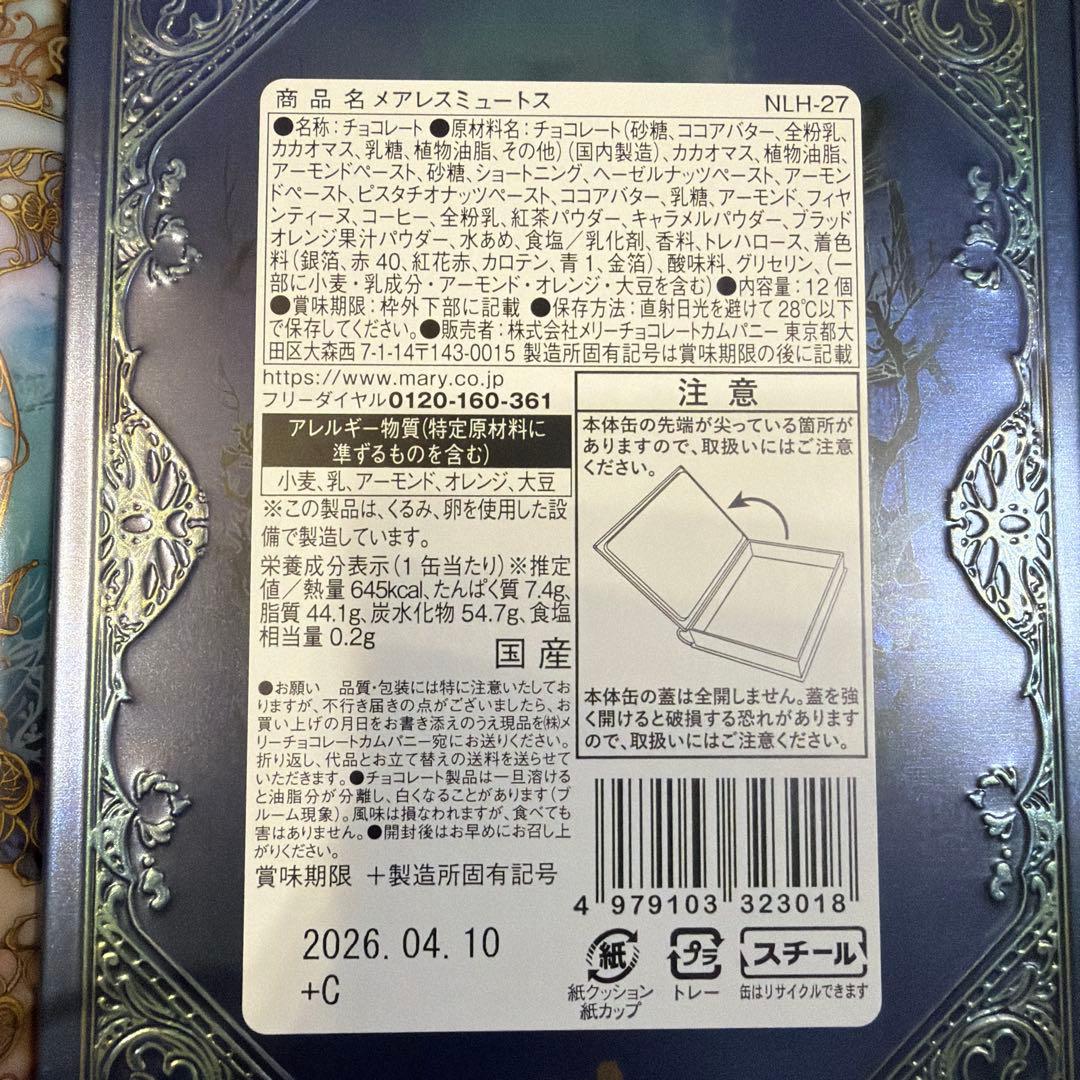 商品名 メアレスミュートス NLH-27
●名称：チョコレート ●原材料名：チョコレート（砂糖、ココアバター、全粉乳、
カカオマス、乳糖、植物油脂、その他）（国内製造）、カカオマス、植物油脂、
アーモンドペースト、砂糖、ショートニング、ヘーゼルナッツペースト、アーモン
ドペースト、ピスタチオナッツペースト、ココアバター、乳糖、アーモンド、フィヤ
ンティーヌ、コーヒー、全粉乳、紅茶パウダー、キャラメルパウダー、ブラッド
オレンジ果汁パウダー、水あめ、食塩／乳化剤、香料、トレハロース、着色
料（銀箔、赤40、紅花赤、カロテン、青1、金箔）、酸味料、グリセリン、（一
部に小麦・乳成分・アーモンド・オレンジ・大豆を含む）●内容量：12個
●賞味期限：枠外下部に記載 ●保存方法：直射日光を避けて28℃以下
で保存してください。●販売者：株式会社メリーチョコレートカムパニー 東京都大
田区大森西7-1-14〒143-0015 製造所固有記号は賞味期限の後に記載
https://www.mary.co.jp
フリーダイヤル0120-160-361
アレルギー物質（特定原材料に
準ずるものを含む）
小麦、乳、アーモンド、オレンジ、大豆
※この製品は、くるみ、卵を使用した設
備で製造しています。
栄養成分表示（1缶当たり）※推定
値／熱量 645kcal、たんぱく質 7.4g、
脂質 44.1g、炭水化物 54.7g、食塩
相当量 0.2g
国産
●お願い 品質・包装には特に注意いたしてお
りますが、不行き届きの点がございましたら、お
買い上げの月日をお書き添えのうえ現品を㈱メ
リーチョコレートカムパニー宛にお送りください。
折り返し、代品とお立て替えの送料を送らせて
いただきます。●チョコレート製品は一旦溶ける
と油脂分が分離し、白くなることがあります（ブ
ルーム現象）。風味は損なわれますが、食べても
害はありません。●開封後はお早めにお召し上
がりください。
賞味期限 ＋製造所固有記号
2026.04.10
+C
注意
本体缶の先端が尖っている箇所が
ありますので、取扱いにはご注意
ください。
本体缶の蓋は全開しません。蓋を強
く開けると破損する恐れがあります
ので、取扱いにはご注意ください。
4 979103 323018
紙
紙クッション
紙カップ
プラ
トレー
スチール
缶はリサイクルできます